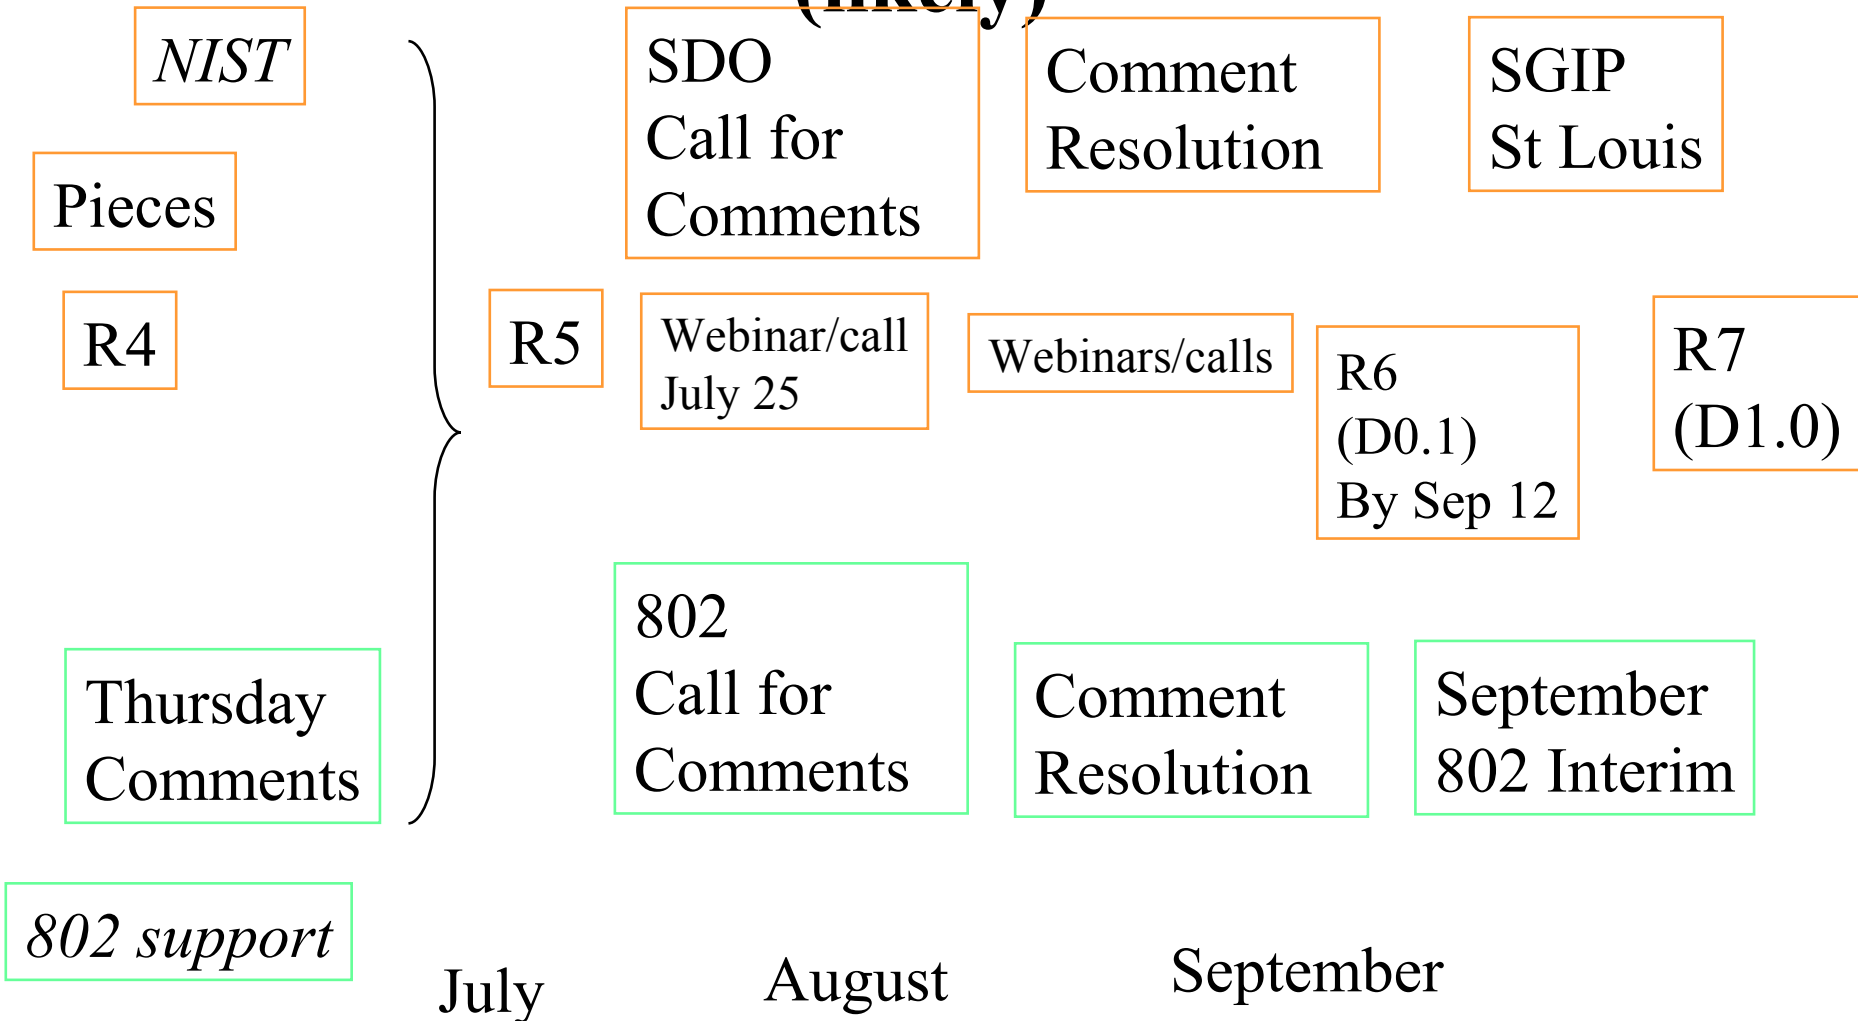 (likely)
NIST
SDO
Call for
Comments
Comment
Resolution
SGIP
St Louis
Pieces
R4
R5
Webinar/call
July 25
Webinars/calls
R6
(D0.1)
By Sep 12
R7
(D1.0)
Thursday
Comments
802
Call for
Comments
Comment
Resolution
September
802 Interim
802 support
July
August
September